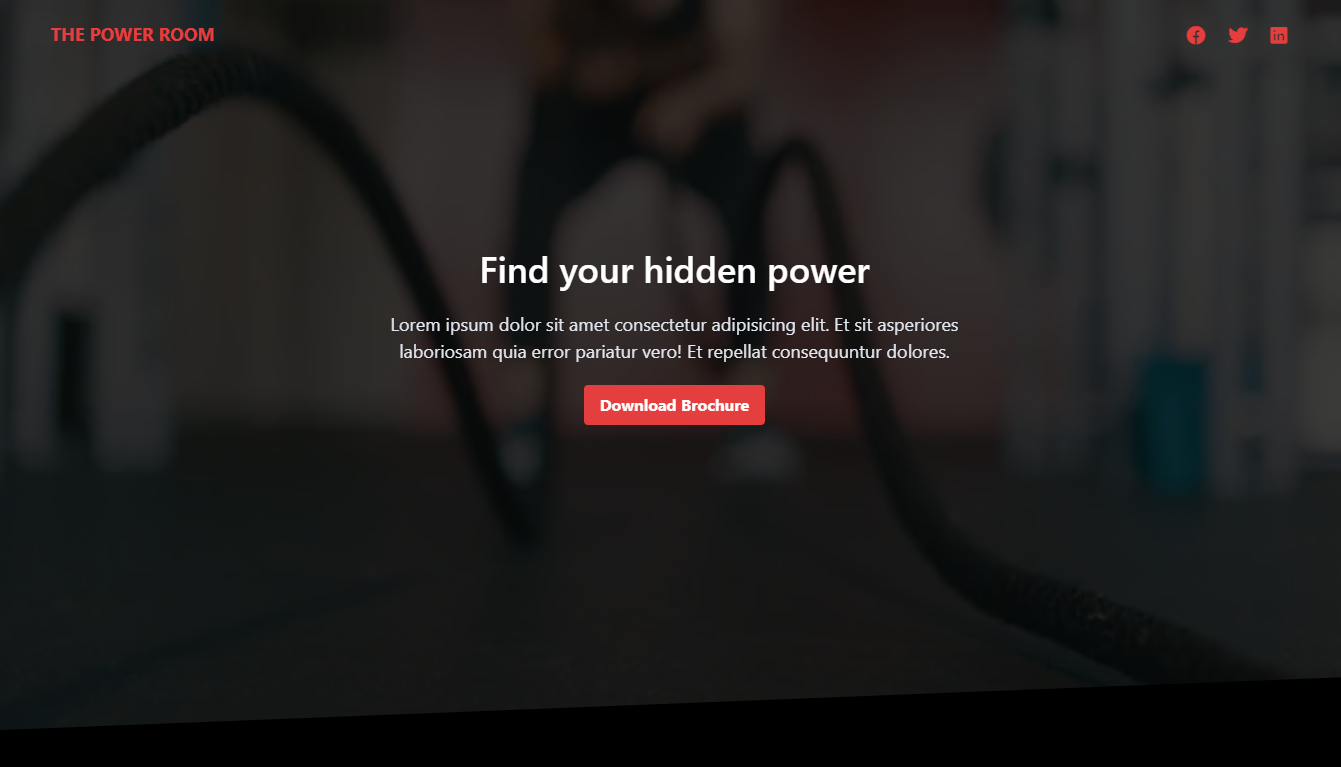 THE POWER ROOM
Find your hidden power
Lorem ipsum dolor sit amet consectetur adipisicing elit. Et sit asperiores
laboriosam quia error pariatur vero! Et repellat consequuntur dolores.
Download Brochure